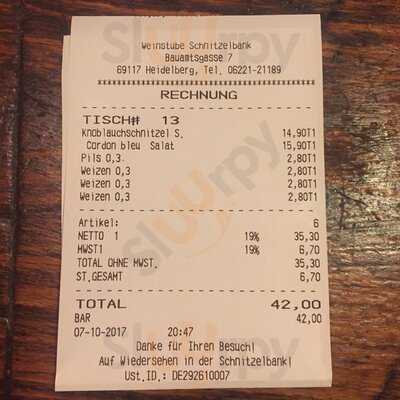 Weinstube Schnitzelbank
Bauamtsgasse 7
69117 Heidelberg, Tel. 06221-21189
RECHNUNG
TISCH# 13
Knoblauchschnitzel S. 14,90T1
Cordon bleu Salat 15,90T1
Pils 0,3. 2,80T1
Weizen 0,3 2,80T1
Weizen 0,3 2,80T1
Weizen 0,3 2,80T1
Artikel: 6
NETTO 1 19% 35,30
MWST1 19% 6,70
TOTAL OHNE MWST. 35,30
ST.GESAMT 6,70
TOTAL 42,00
BAR 42,00
07-10-2017 20:47
Danke für Ihren Besuch!
Auf Wiedersehen in der Schnitzelbank!
Ust.ID.: DE292610007
sluurpy
sluurpy
sluurpy